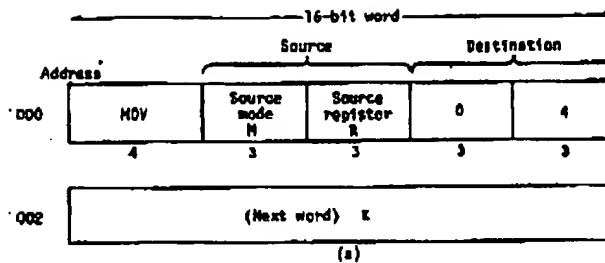 16-bit word
Source Destination
Address
000 MOV Source mode M Source register R 0 4
4 3 3 3 3
002 (Next word) K
(a)